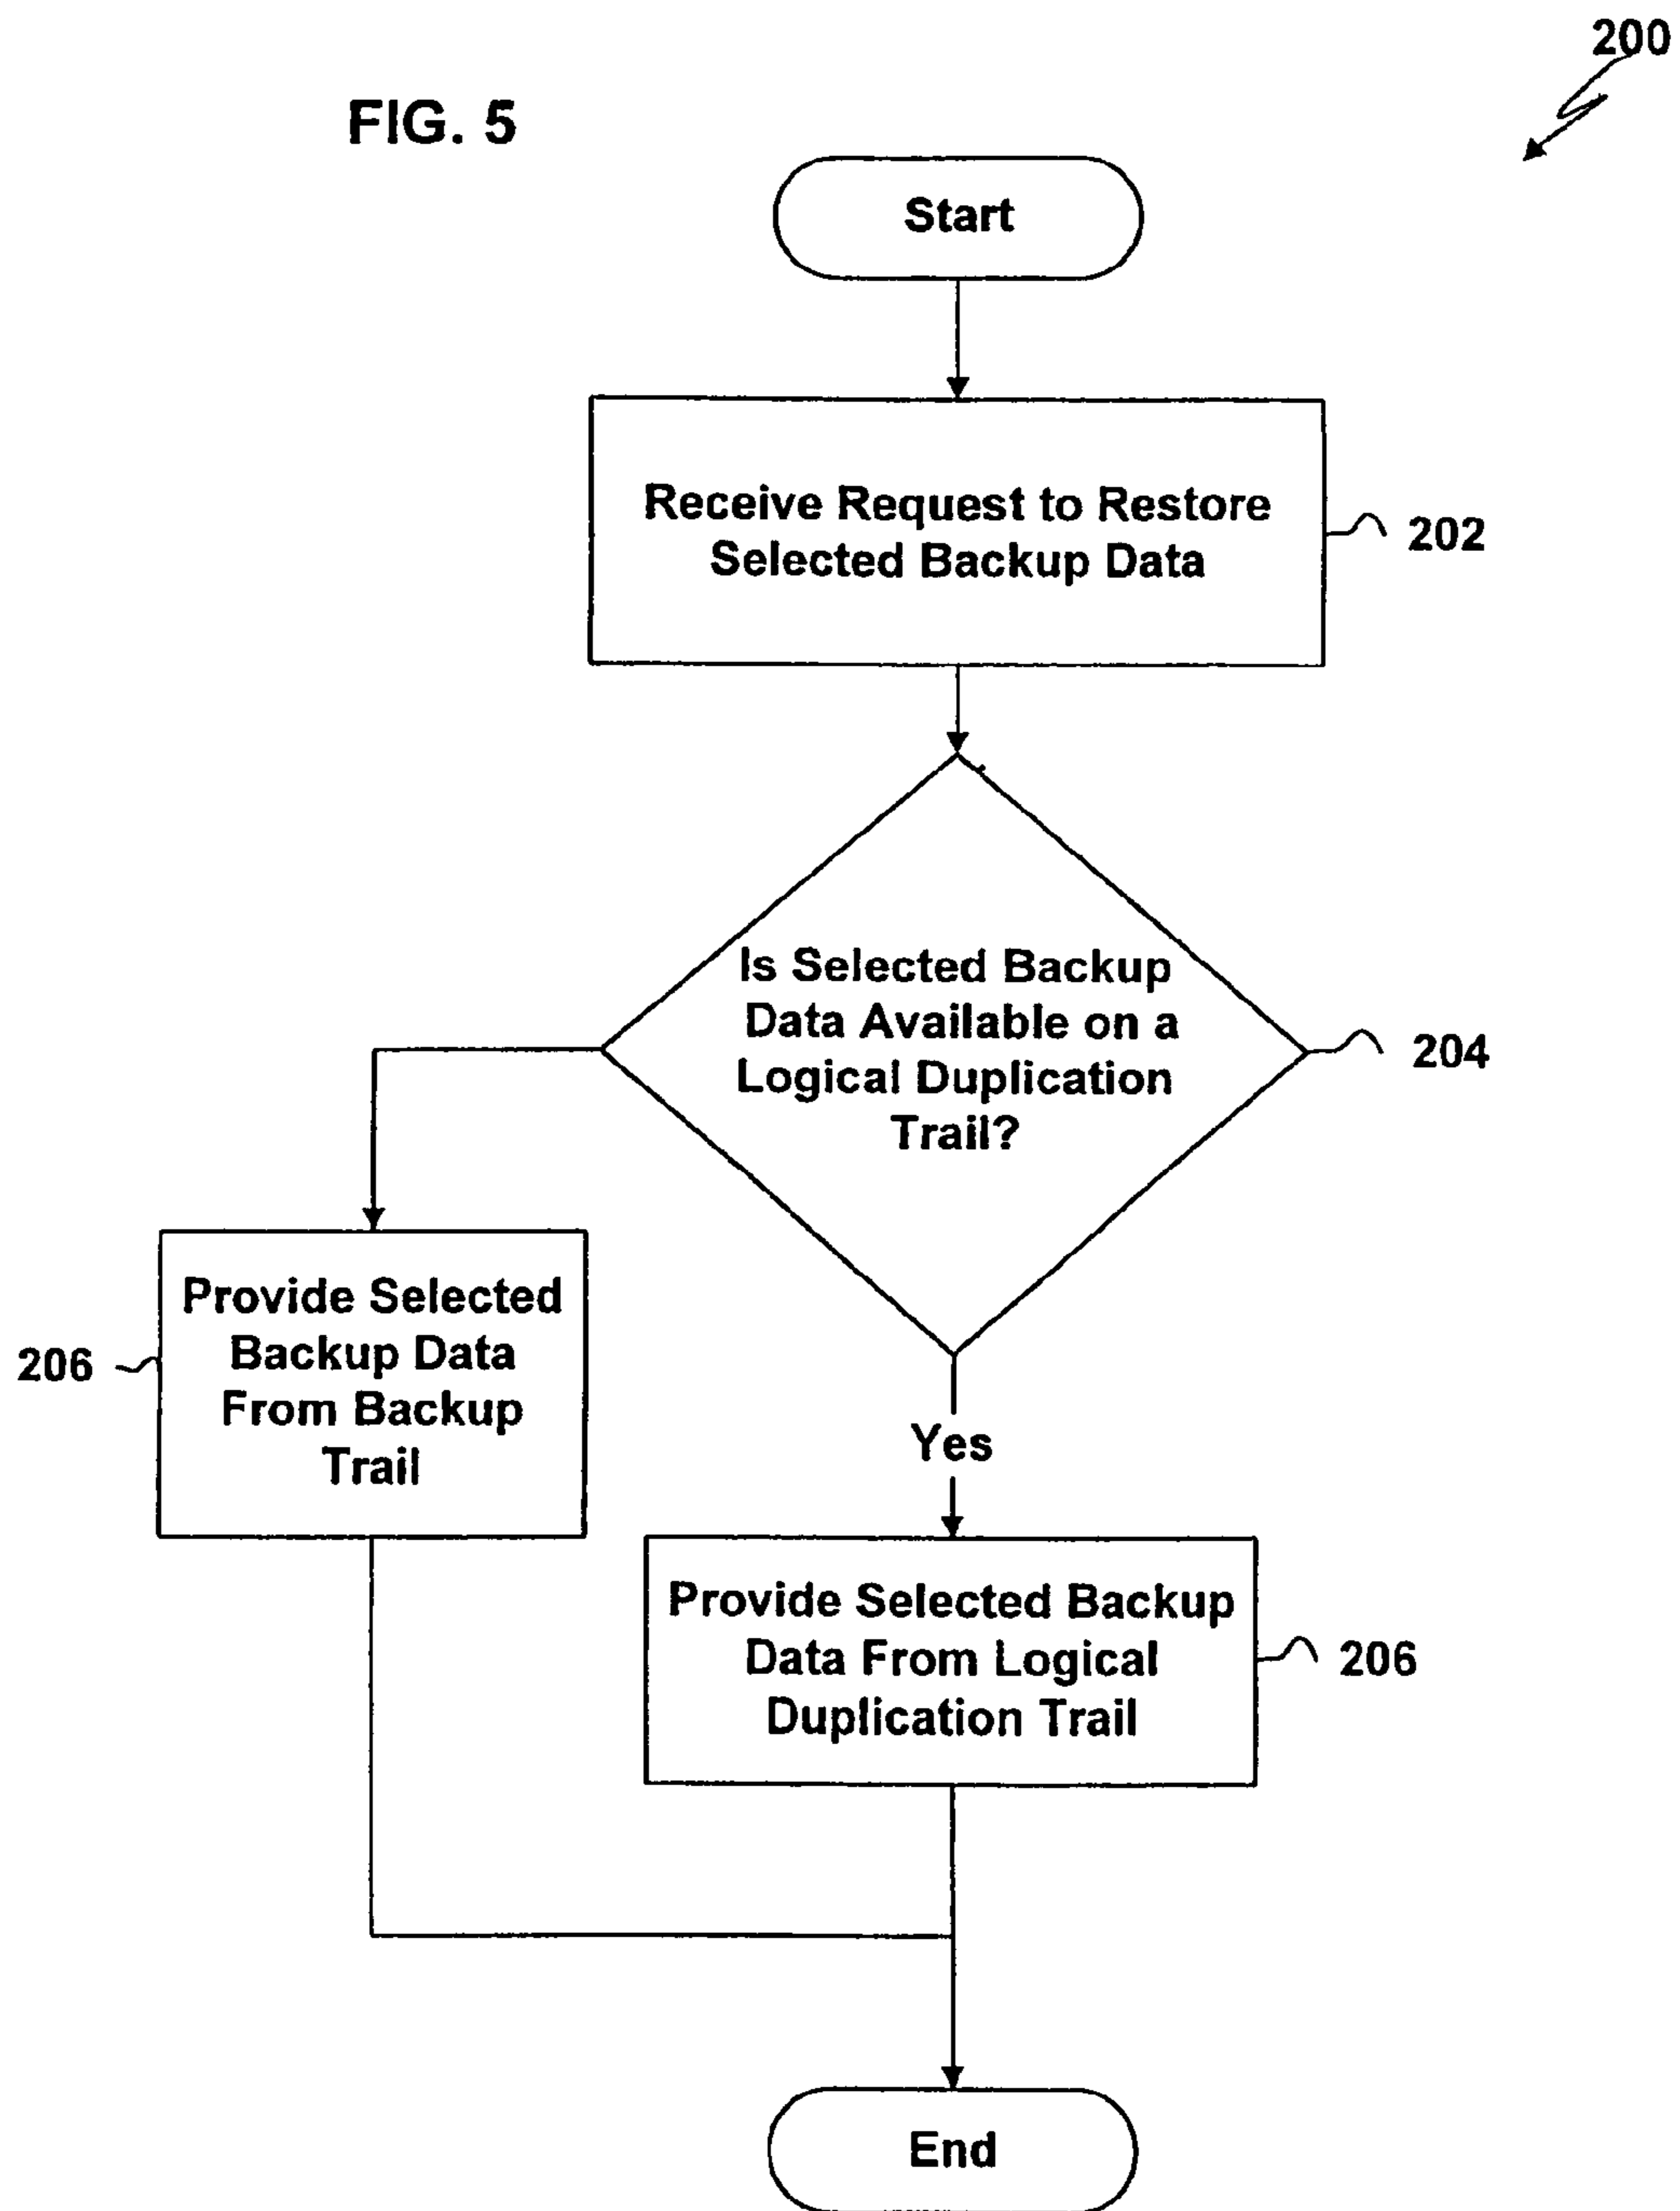 200
FIG. 5
Start
Receive Request to Restore
Selected Backup Data
202
Is Selected Backup
Data Available on a
Logical Duplication
Trail?
204
Provide Selected
Backup Data
From Backup
Trail
206
Yes
Provide Selected Backup
Data From Logical
Duplication Trail
206
End